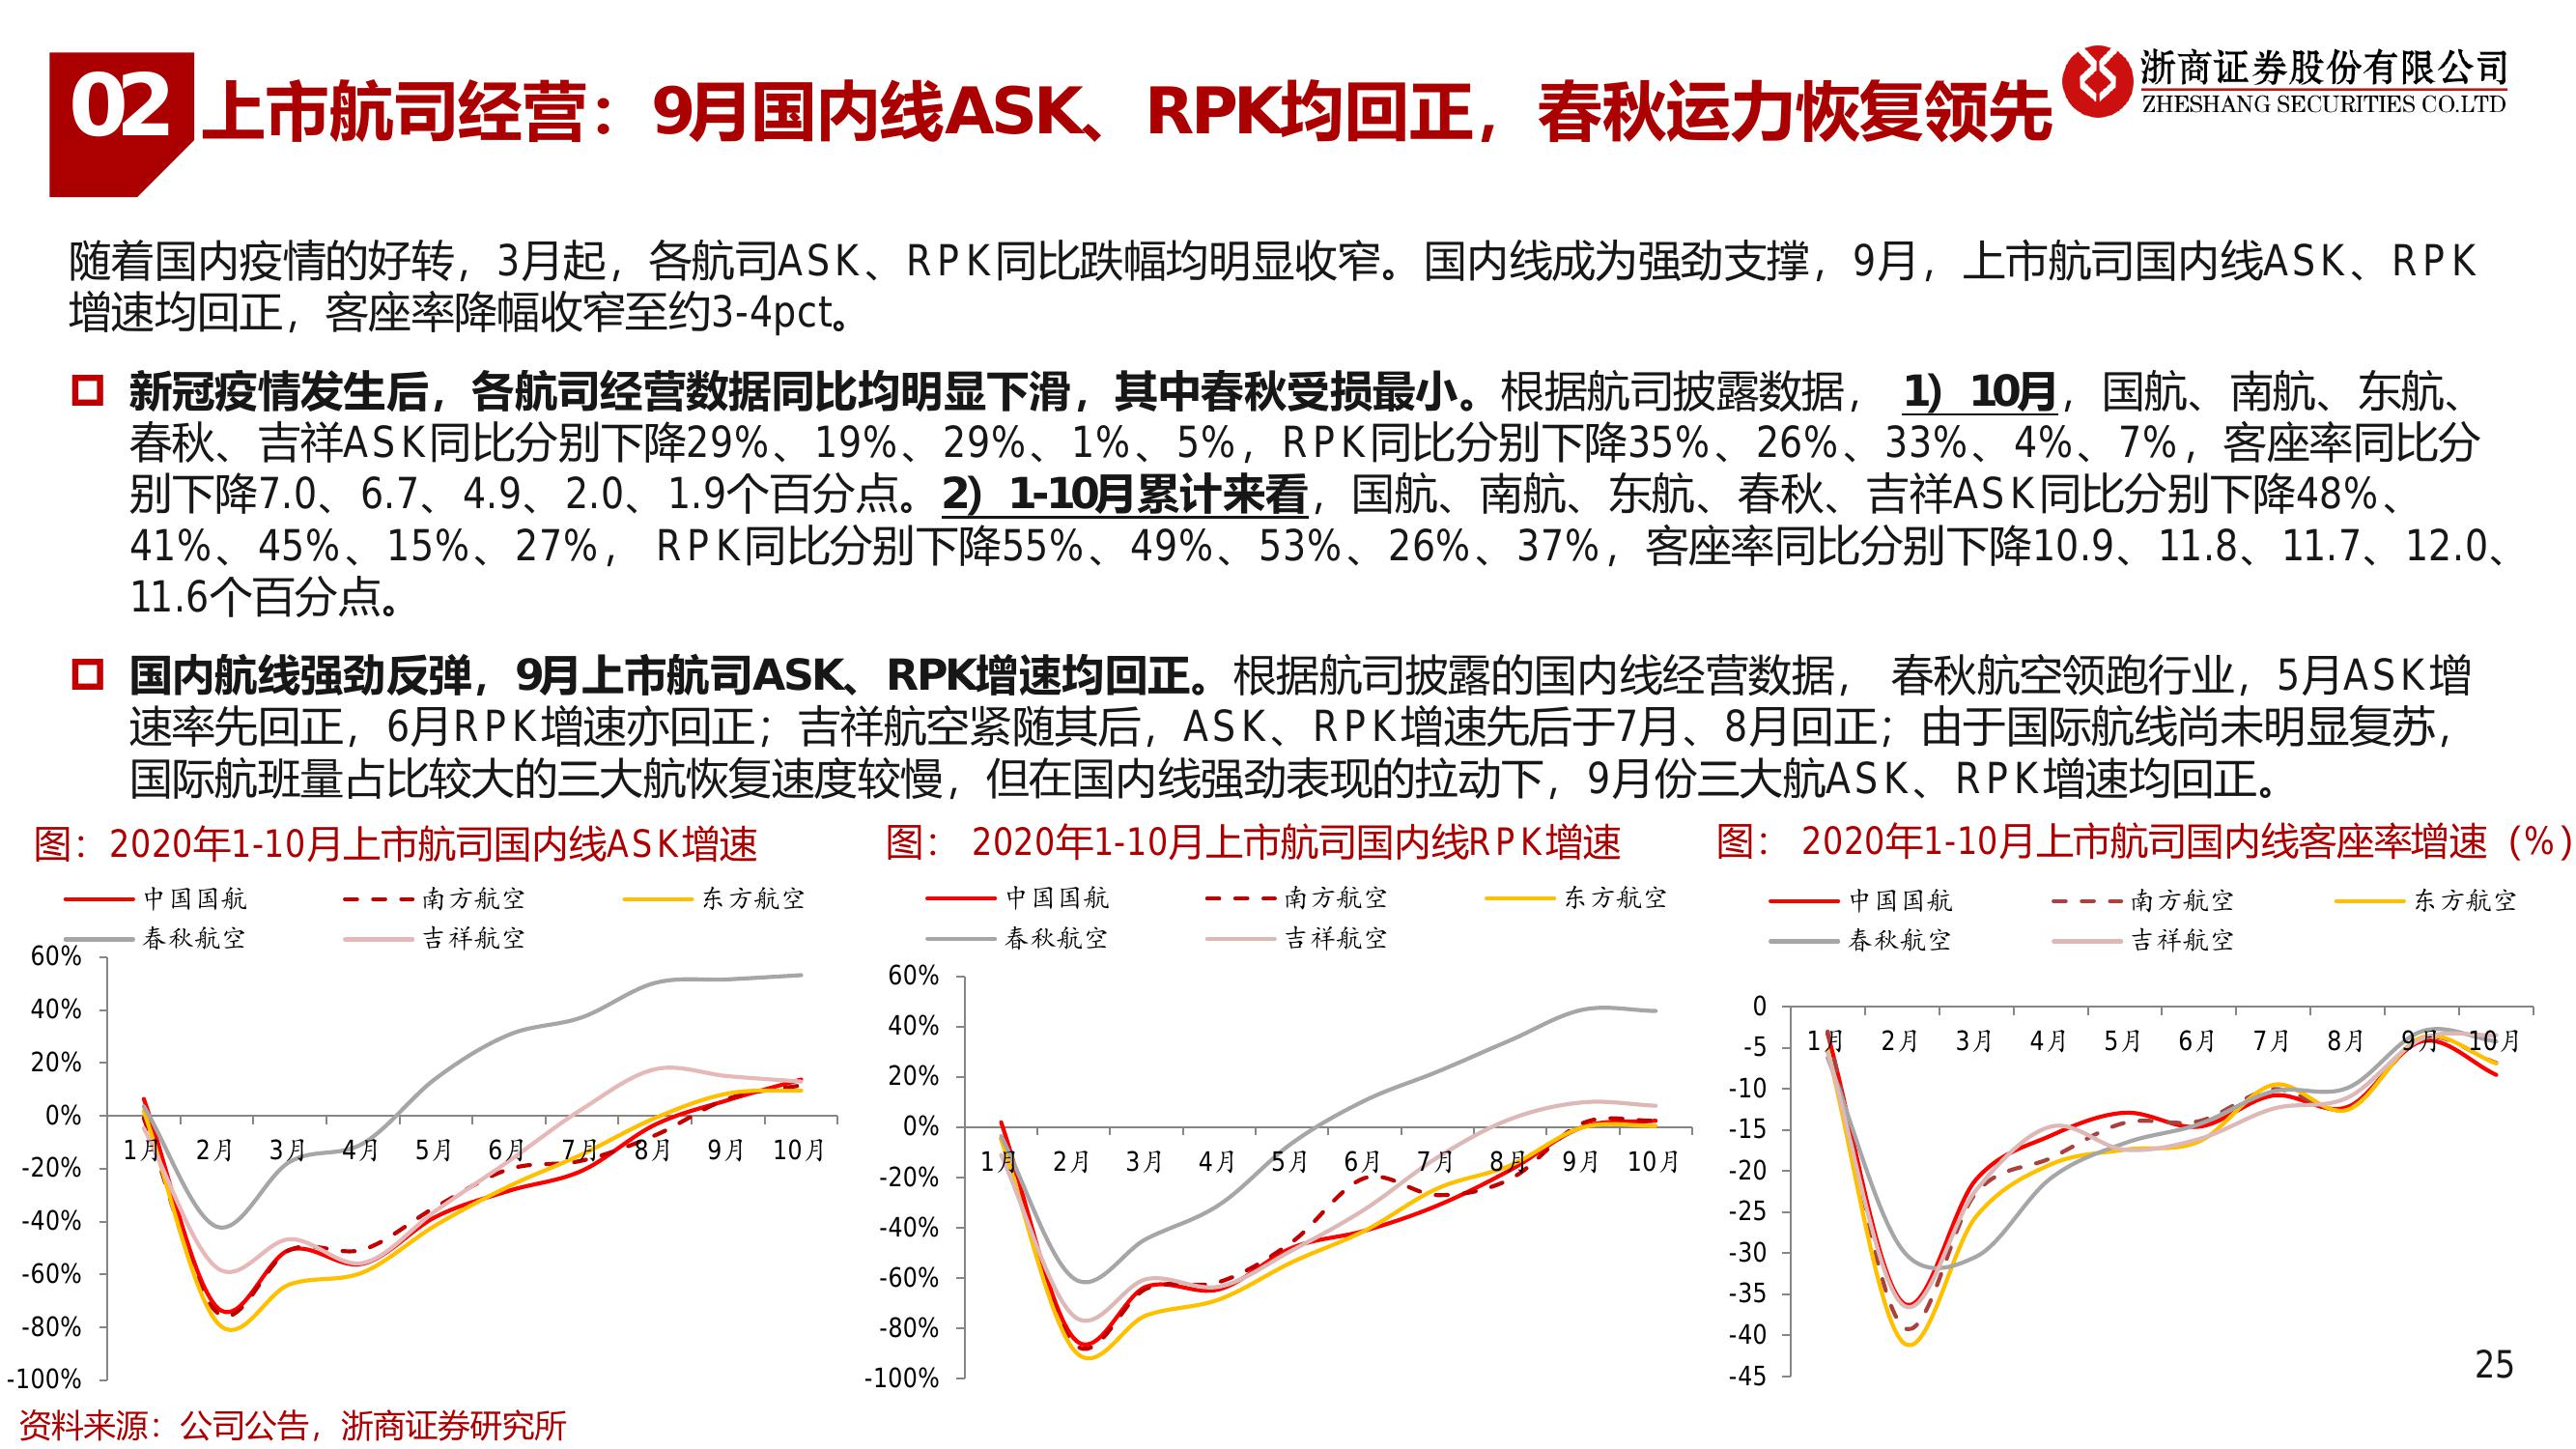 02
上市航司经营：9月国内线ASK、RPK均回正，春秋运力恢复领先
浙商证券股份有限公司
ZHESHANG SECURITIES CO.LTD
随着国内疫情的好转，3月起，各航司ASK、RPK同比跌幅均明显收窄。国内线成为强劲支撑，9月，上市航司国内线ASK、RPK
增速均回正，客座率降幅收窄至约3-4pct。
新冠疫情发生后，各航司经营数据同比均明显下滑，其中春秋受损最小。根据航司披露数据， 1）10月，国航、南航、东航、
春秋、吉祥ASK同比分别下降29%、19%、29%、1%、5%，RPK同比分别下降35%、26%、33%、4%、7%，客座率同比分
别下降7.0、6.7、4.9、2.0、1.9个百分点。2）1-10月累计来看，国航、南航、东航、春秋、吉祥ASK同比分别下降48%、
41%、45%、15%、27%， RPK同比分别下降55%、49%、53%、26%、37%，客座率同比分别下降10.9、11.8、11.7、12.0、
11.6个百分点。
国内航线强劲反弹，9月上市航司ASK、RPK增速均回正。根据航司披露的国内线经营数据， 春秋航空领跑行业，5月ASK增
速率先回正，6月RPK增速亦回正；吉祥航空紧随其后，ASK、RPK增速先后于7月、8月回正；由于国际航线尚未明显复苏，
国际航班量占比较大的三大航恢复速度较慢，但在国内线强劲表现的拉动下，9月份三大航ASK、RPK增速均回正。
图：2020年1-10月上市航司国内线ASK增速
中国国航 南方航空 东方航空
春秋航空 吉祥航空
60%
40%
20%
0%
-20%
-40%
-60%
-80%
-100%
1月 2月 3月 4月 5月 6月 7月 8月 9月 10月
图： 2020年1-10月上市航司国内线RPK增速
中国国航 南方航空 东方航空
春秋航空 吉祥航空
60%
40%
20%
0%
-20%
-40%
-60%
-80%
-100%
1月 2月 3月 4月 5月 6月 7月 8月 9月 10月
图： 2020年1-10月上市航司国内线客座率增速（%）
中国国航 南方航空 东方航空
春秋航空 吉祥航空
0
-5
-10
-15
-20
-25
-30
-35
-40
-45
1月 2月 3月 4月 5月 6月 7月 8月 9月 10月
25
资料来源：公司公告，浙商证券研究所